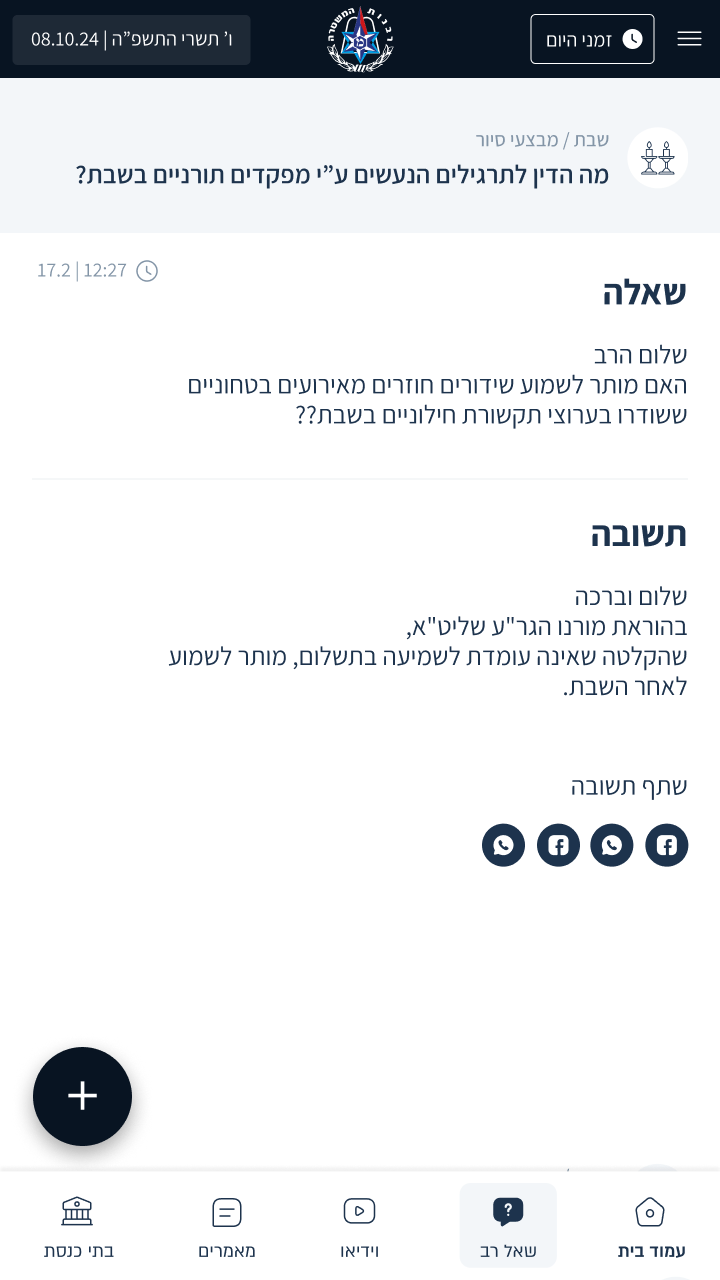 זמני היום
רבנות המשטרה
ו’ תשרי התשפ”ה | 08.10.24
שבת / מבצעי סיור
מה הדין לתרגילים הנעשים ע”י מפקדים תורניים בשבת?
12:27 | 17.2
שאלה
שלום הרב
האם מותר לשמוע שידורים חוזרים מאירועים בטחוניים
ששודרו בערוצי תקשורת חילוניים בשבת??
תשובה
שלום וברכה
בהוראת מורנו הגר"ע שליט"א,
שהקלטה שאינה עומדת לשמיעה בתשלום, מותר לשמוע
לאחר השבת.
שתף תשובה
עמוד בית
שאל רב
וידיאו
מאמרים
בתי כנסת